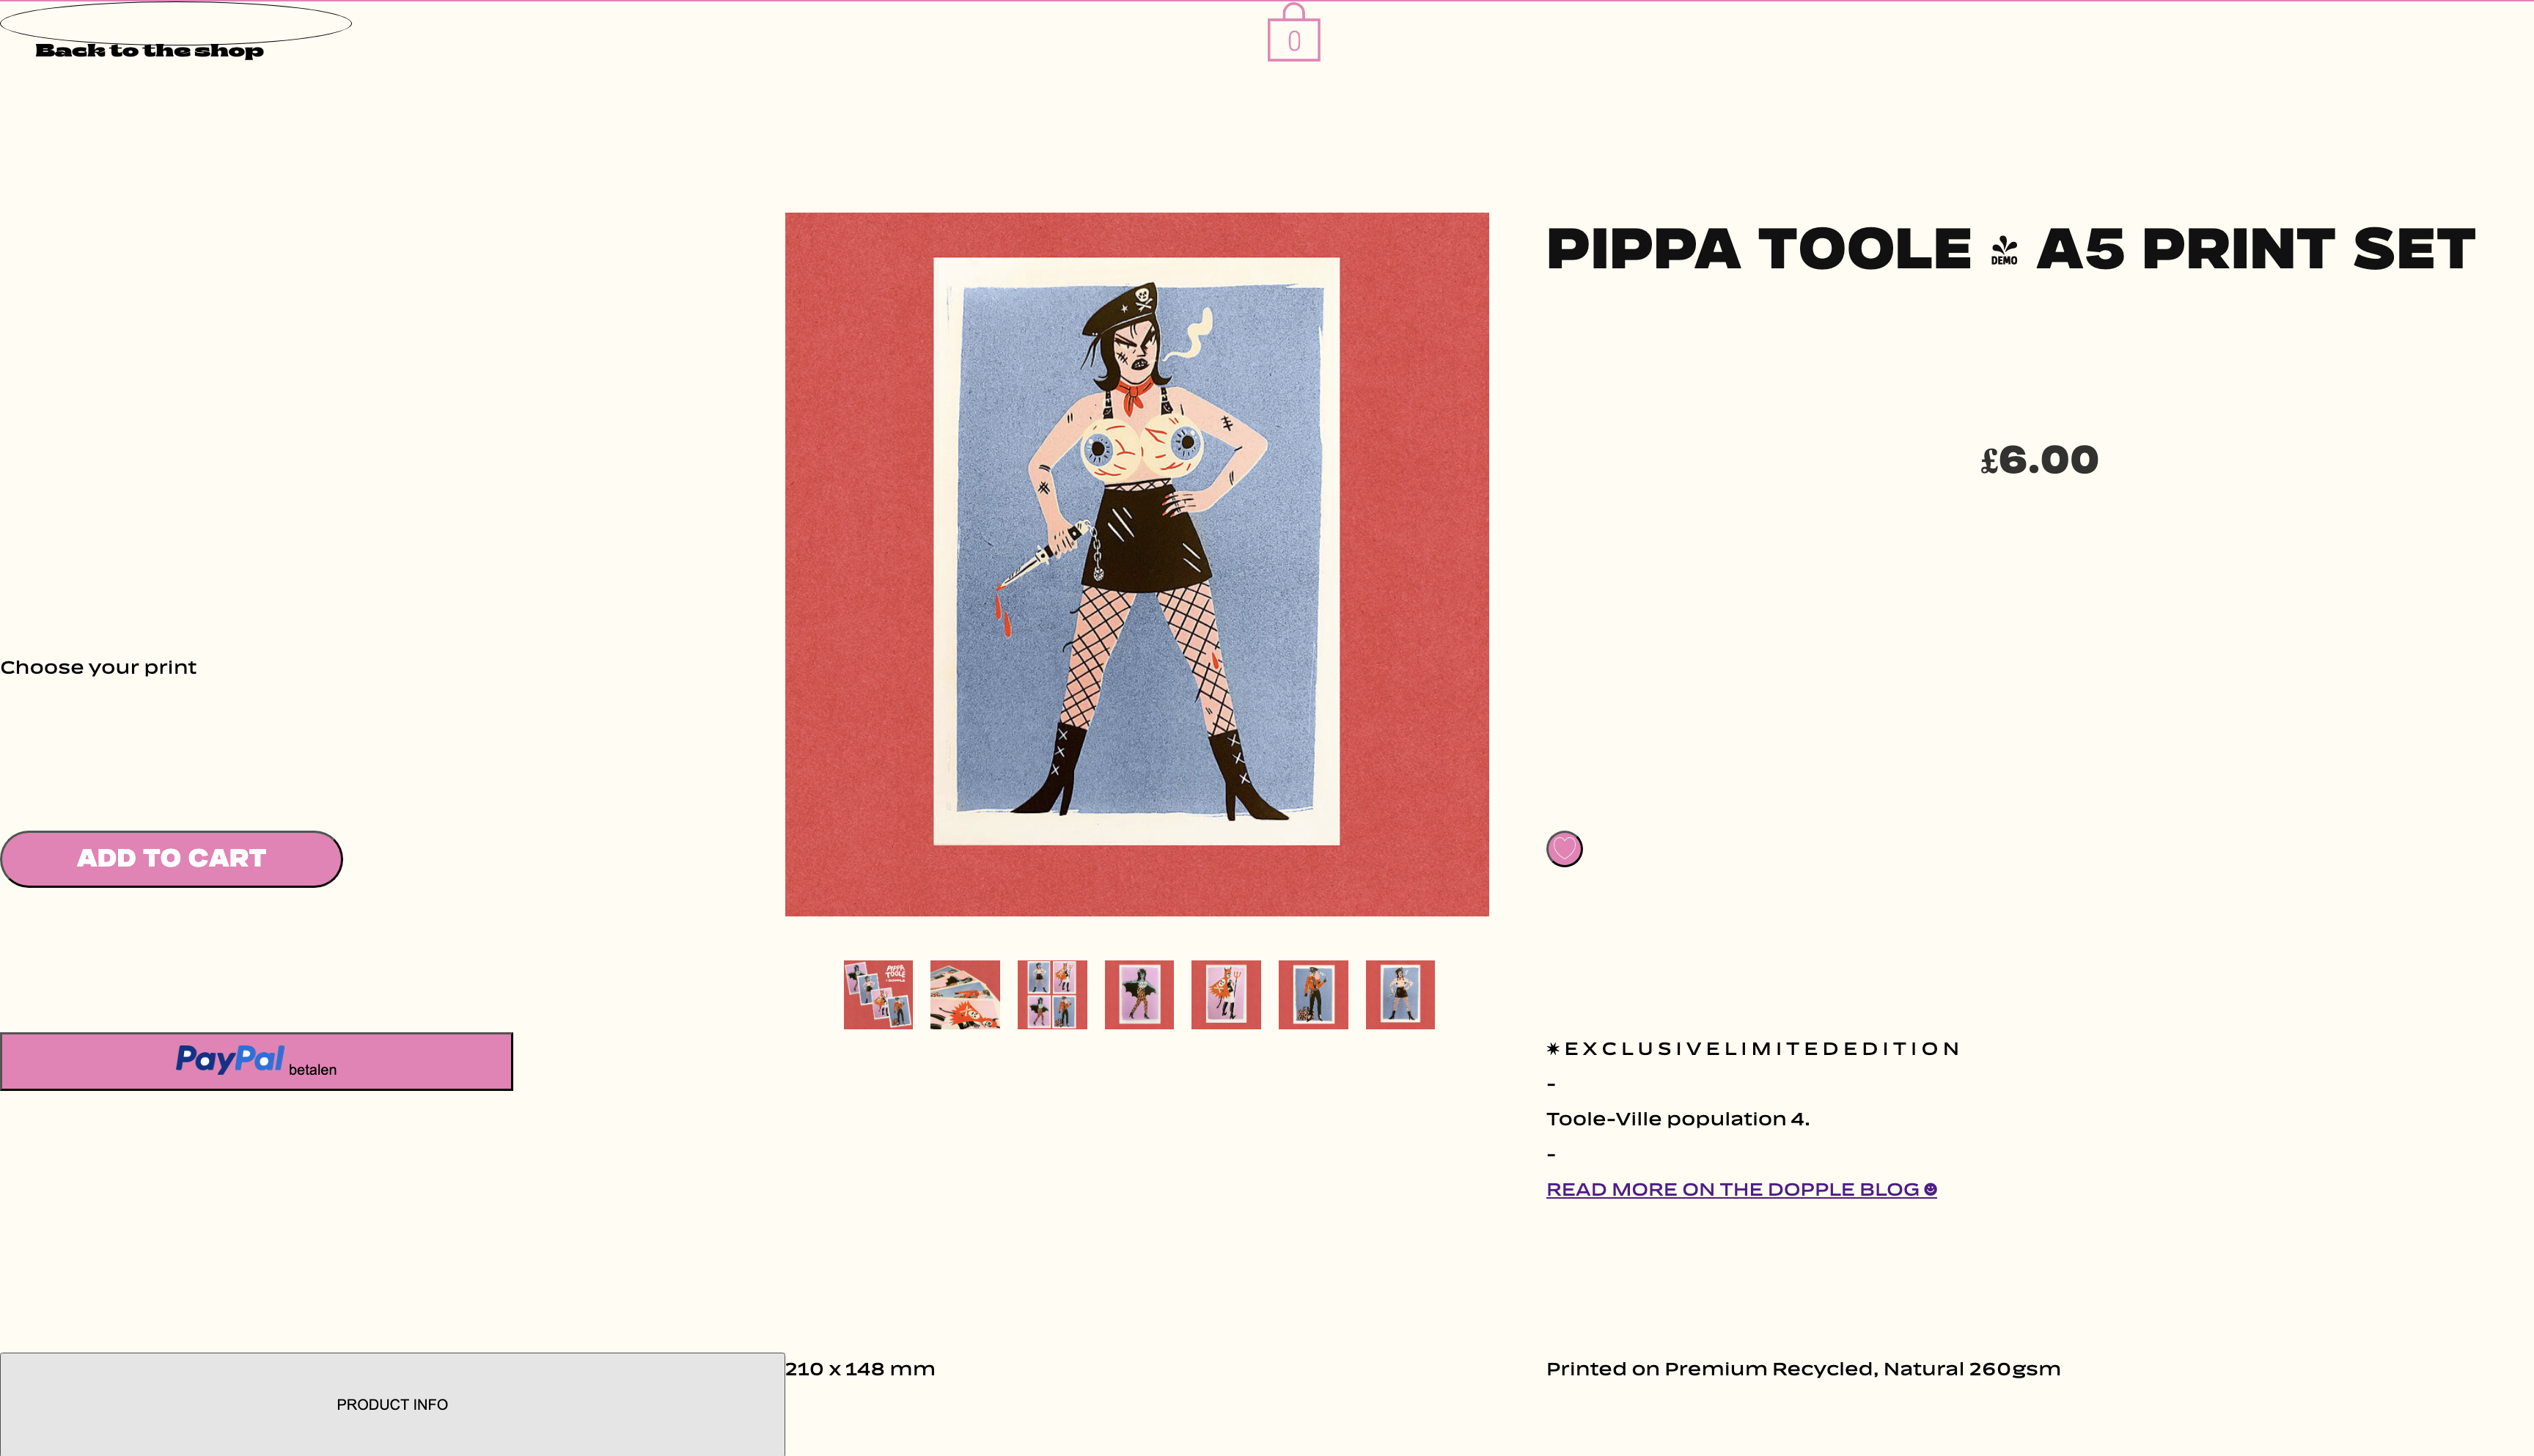 Back to the shop
0
PIPPA TOOLE DEMO A5 PRINT SET
£6.00
Choose your print
ADD TO CART
PIPPA
TOOLE
PayPal betalen
✷ E X C L U S I V E L I M I T E D E D I T I O N
-
Toole-Ville population 4.
-
READ MORE ON THE DOPPLE BLOG ☻
PRODUCT INFO
210 x 148 mm
Printed on Premium Recycled, Natural 260gsm